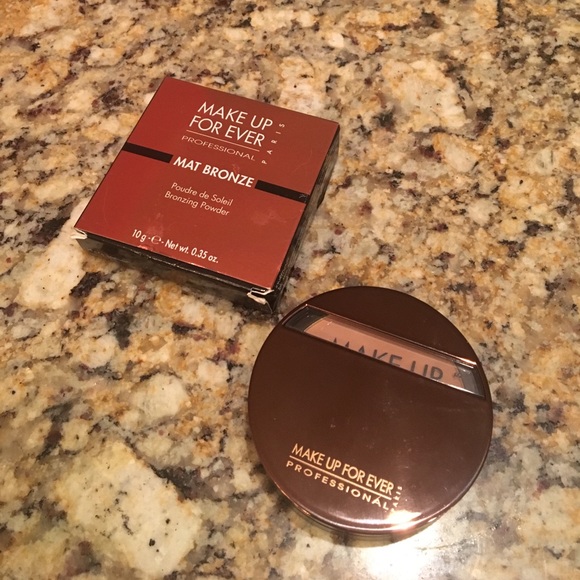 MAKE UP
FOR EVER
PROFESSIONAL
PARIS
MAT BRONZE
Poudre de Soleil
Bronzing Powder
10 g - e - Net wt. 0.35 oz.
MAKE UP
MAKE UP FOR EVER
PROFESSIONAL
PARIS